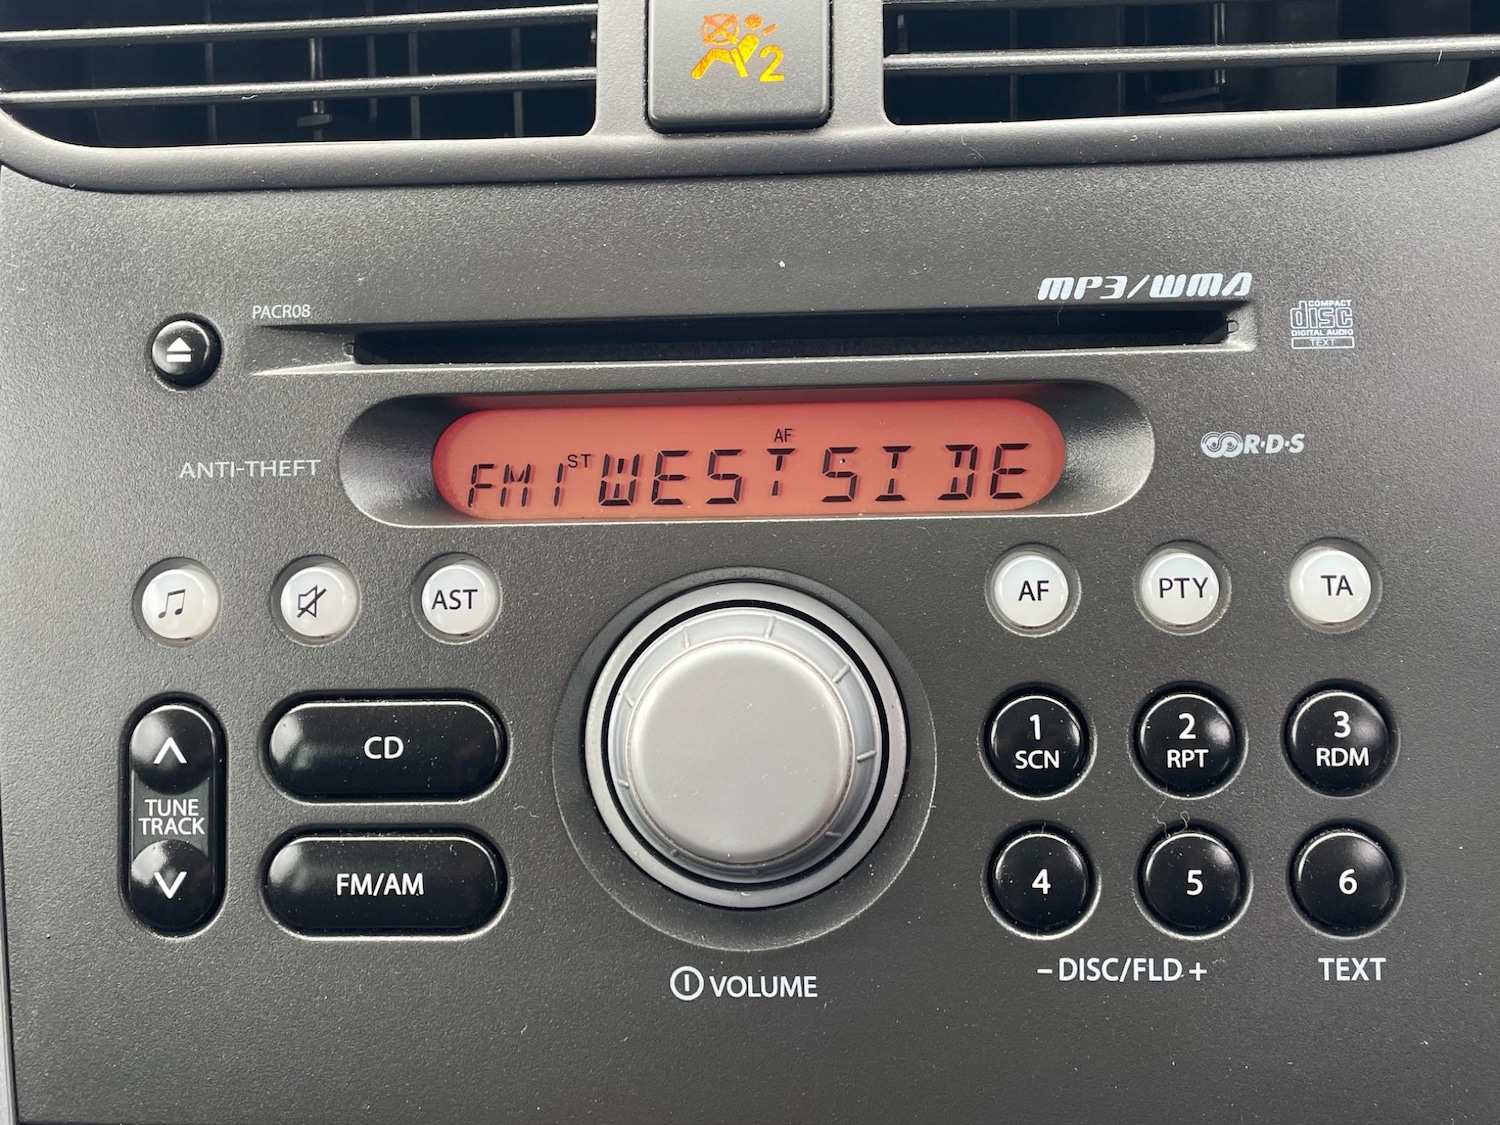 2
MP3/WMA
PACR08
COMPACT
disc
DIGITAL AUDIO
TEXT
ANTI-THEFT
AF
FM1 ST WESTSIDE
R·D·S
AST
AF
PTY
TA
CD
1
SCN
2
RPT
3
RDM
TUNE
TRACK
FM/AM
4
5
6
VOLUME
– DISC/FLD +
TEXT